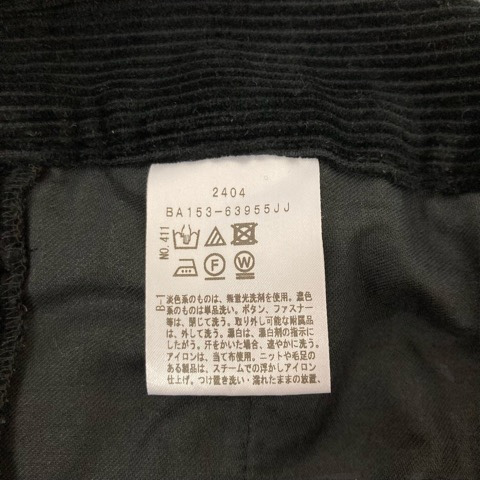 2404
BA153-63955JJ
NO.411
F
W
B-1
淡色系のものは、無蛍光洗剤を使用。濃色
系のものは単品洗い。ボタン、ファスナー
等は、閉じて洗う。取り外し可能な附属品
は、外して洗う。漂白は、漂白剤の指示に
したがう。汗をかいた場合、速やかに洗う。
アイロンは、当て布使用。ニットや毛足の
ある製品は、スチームでの浮かしアイロン
仕上げ。つけ置き洗い・濡れたままの放置、